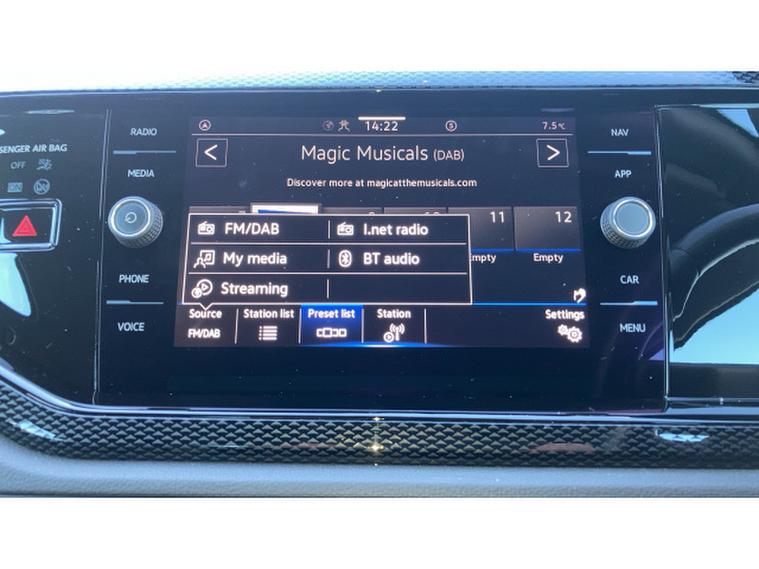 SENGER AIR BAG
OFF
ON
RADIO
MEDIA
PHONE
VOICE
14:22
7.5°C
Magic Musicals (DAB)
Discover more at magicatthemusicals.com
11
12
Empty
FM/DAB
I.net radio
My media
BT audio
Streaming
Source
FM/DAB
Station list
Preset list
Station
Settings
NAV
APP
CAR
MENU